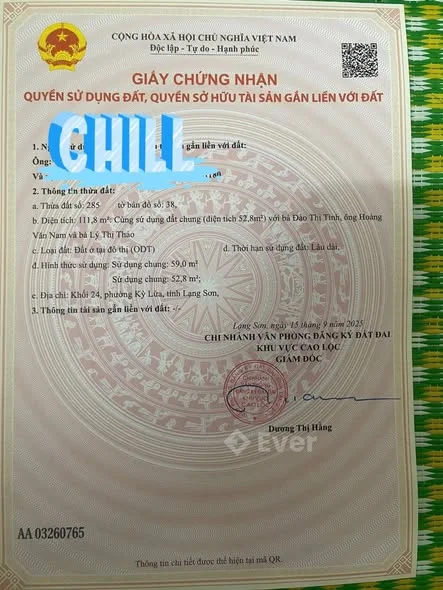 CỘNG HÒA XÃ HỘI CHỦ NGHĨA VIỆT NAM
Độc lập - Tự do - Hạnh phúc
GIẤY CHỨNG NHẬN
QUYỀN SỬ DỤNG ĐẤT, QUYỀN SỞ HỮU TÀI SẢN GẮN LIỀN VỚI ĐẤT
CHILL
1. gắn liền với đất:
Ông:
Và
2. Thông tin thửa đất:
a. Thửa đất số: 285 tờ bản đồ số: 38,
b. Diện tích: 111,8 m²: Cùng sử dụng đất chung (diện tích 52,8m²) với bà Đào Thị Tình, ông Hoàng
Văn Nam và bà Lý Thị Thảo
c. Loại đất: Đất ở tại đô thị (ODT) d. Thời hạn sử dụng đất: Lâu dài;
đ. Hình thức sử dụng: Sử dụng chung: 59,0 m²
Sử dụng chung: 52,8 m²;
e. Địa chỉ: Khối 24, phường Kỳ Lừa, tỉnh Lạng Sơn,
3. Thông tin tài sản gắn liền với đất: -/-
Lạng Sơn, ngày 15 tháng 9 năm 2025
CHI NHÁNH VĂN PHÒNG ĐĂNG KÝ ĐẤT ĐAI
KHU VỰC CAO LỘC
GIÁM ĐỐC
Ever
Dương Thị Hằng
AA 03260765
Thông tin chi tiết được thể hiện tại mã QR.